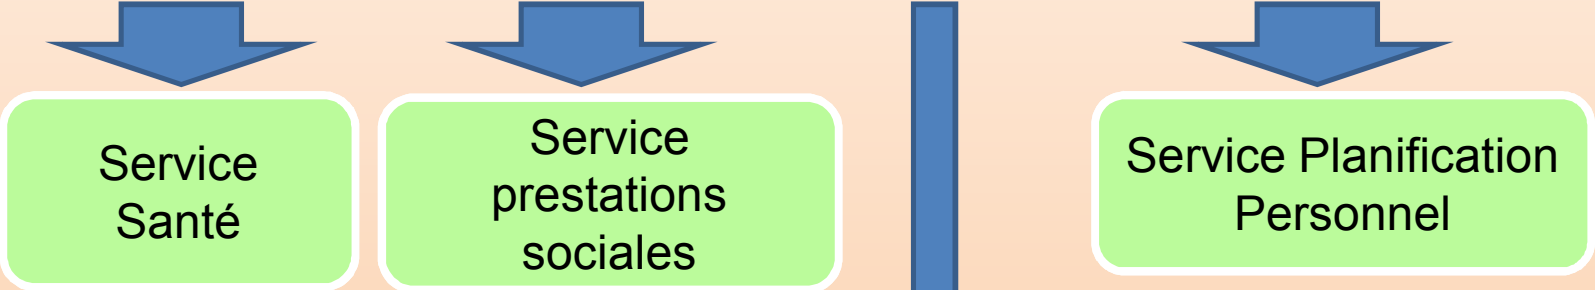 Service
Santé
Service
prestations
sociales
Service Planification
Personnel